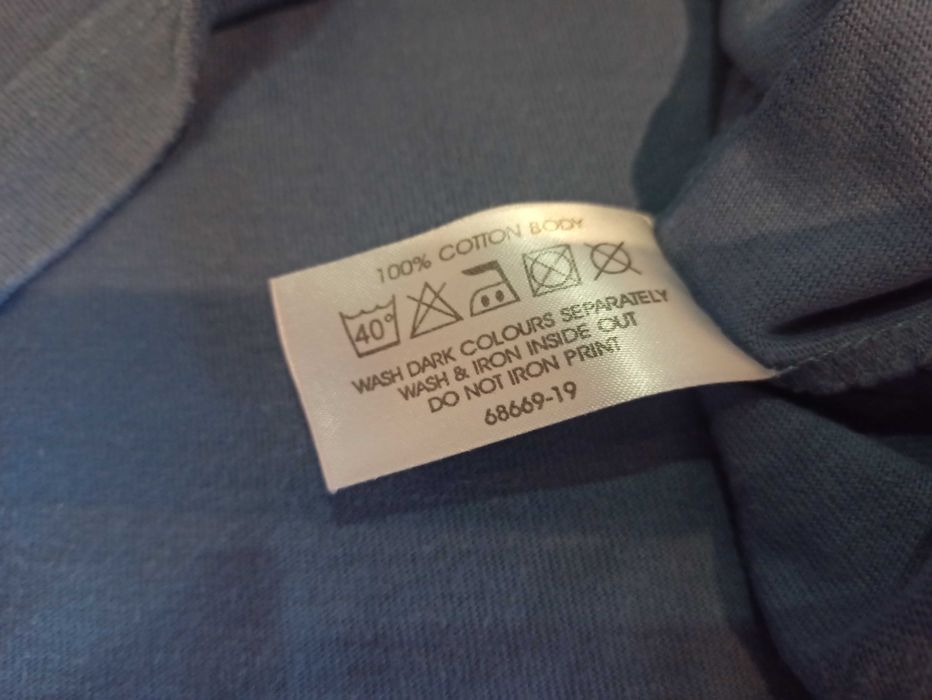 100% COTTON BODY
40°
WASH DARK COLOURS SEPARATELY
WASH & IRON INSIDE OUT
DO NOT IRON PRINT
68669-19